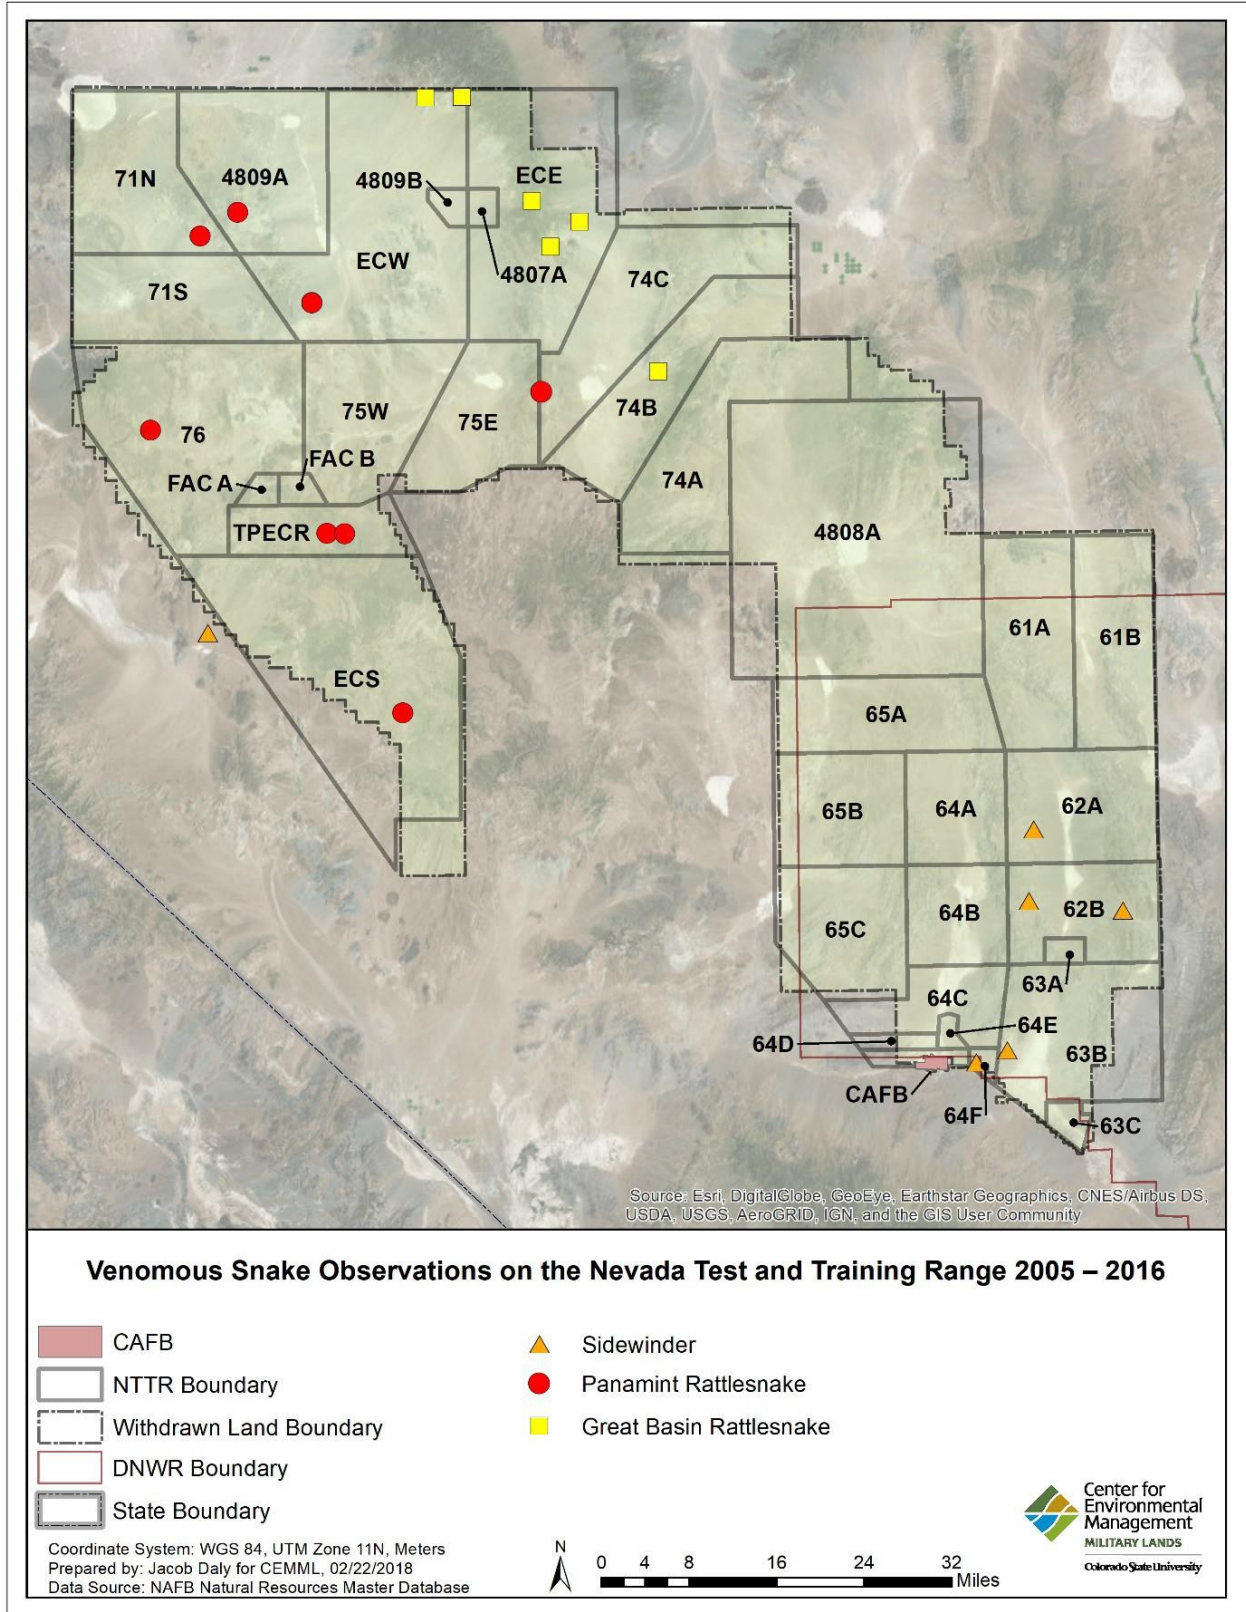 71N
4809A
4809B
ECE
ECW
4807A
71S
74C
75W
75E
74B
76
FAC B
FAC A
74A
TPECR
4808A
61A
61B
ECS
65A
65B
64A
62A
65C
64B
62B
63A
64C
64E
64D
63B
CAFB
64F
63C
Source: Esri, DigitalGlobe, GeoEye, Earthstar Geographics, CNES/Airbus DS,
USDA, USGS, AeroGRID, IGN, and the GIS User Community
Venomous Snake Observations on the Nevada Test and Training Range 2005 – 2016
CAFB
NTTR Boundary
Withdrawn Land Boundary
DNWR Boundary
State Boundary
Sidewinder
Panamint Rattlesnake
Great Basin Rattlesnake
Coordinate System: WGS 84, UTM Zone 11N, Meters
Prepared by: Jacob Daly for CEMML, 02/22/2018
Data Source: NAFB Natural Resources Master Database
N
0 4 8 16 24 32
Miles
Center for
Environmental
Management
MILITARY LANDS
Colorado State University